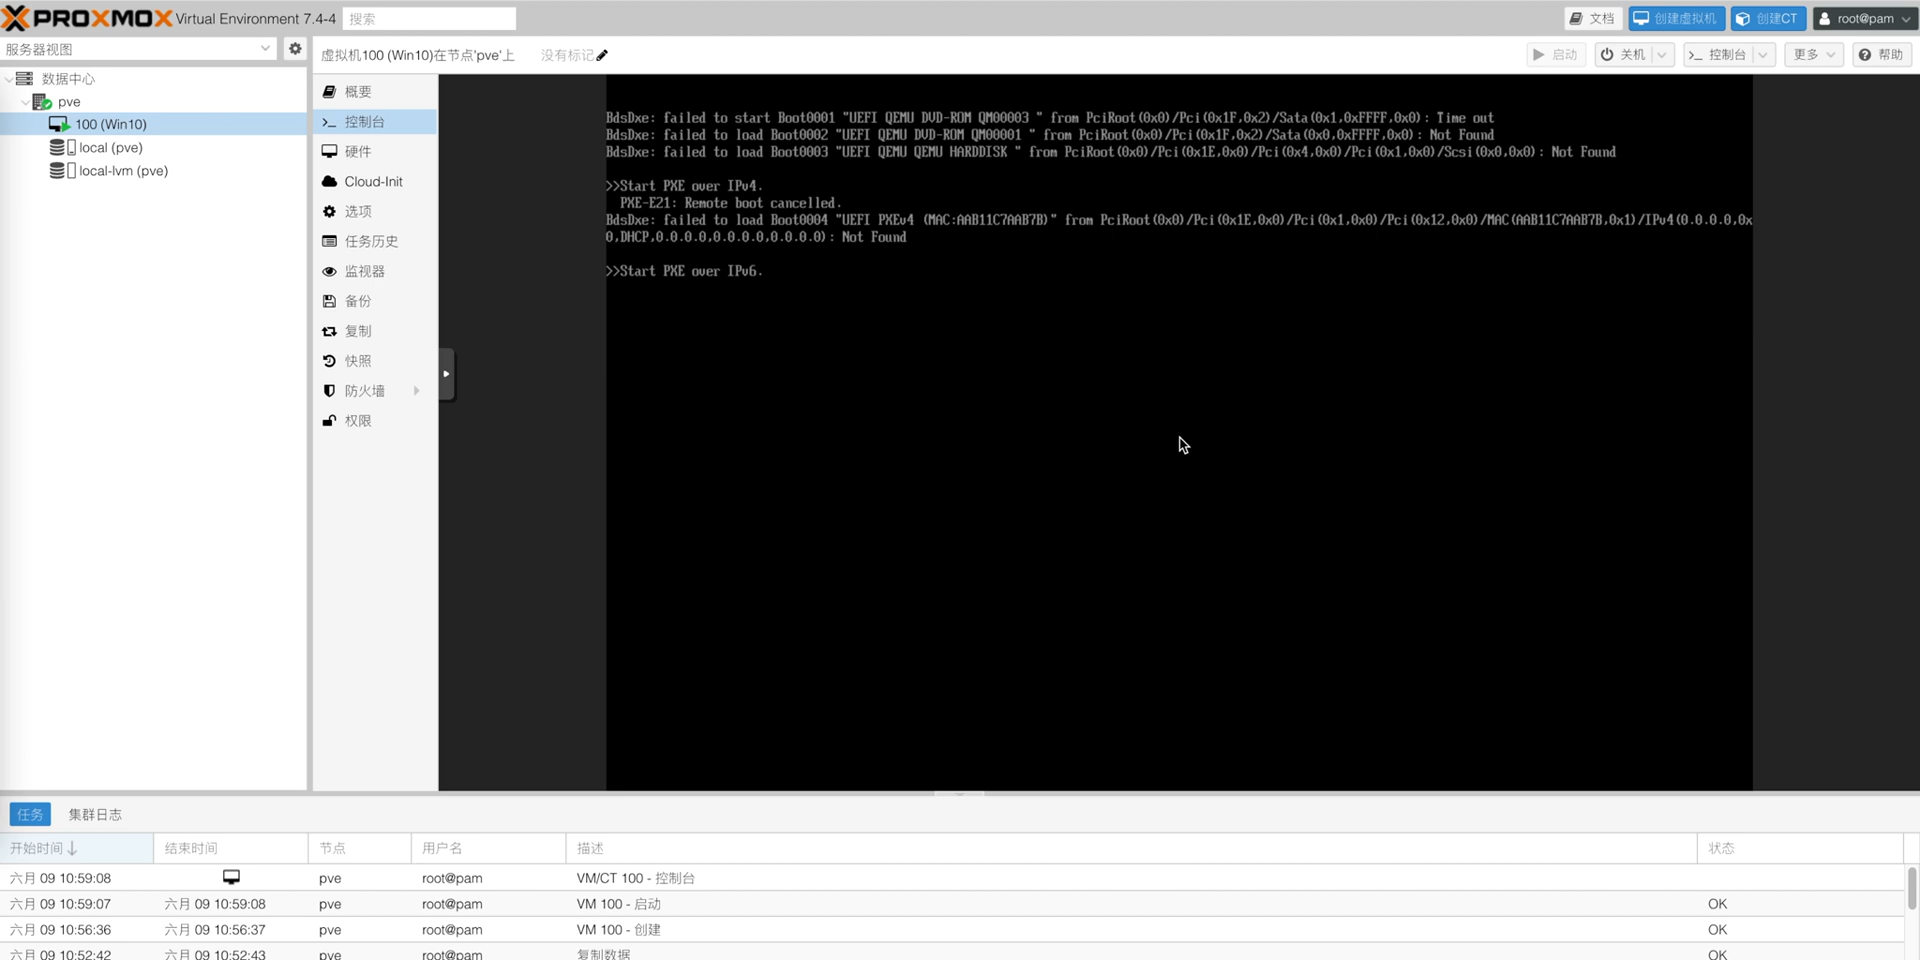 PROXMOX Virtual Environment 7.4-4 搜索 文档 创建虚拟机 创建CT root@pam
服务器视图
虚拟机100 (Win10)在节点'pve'上 没有标记 启动 关机 控制台 更多 帮助
数据中心
pve
100 (Win10)
local (pve)
local-lvm (pve)
概要
控制台
硬件
Cloud-Init
选项
任务历史
监视器
备份
复制
快照
防火墙
权限
BdsDxe: failed to start Boot0001 "UEFI QEMU DVD-ROM QM00003 " from PciRoot(0x0)/Pci(0x1F,0x2)/Sata(0x1,0xFFFF,0x0): Time out
BdsDxe: failed to load Boot0002 "UEFI QEMU DVD-ROM QM00001 " from PciRoot(0x0)/Pci(0x1F,0x2)/Sata(0x0,0xFFFF,0x0): Not Found
BdsDxe: failed to load Boot0003 "UEFI QEMU QEMU HARDDISK " from PciRoot(0x0)/Pci(0x1E,0x0)/Pci(0x4,0x0)/Pci(0x1,0x0)/Scsi(0x0,0x0): Not Found
>>Start PXE over IPv4.
PXE-E21: Remote boot cancelled.
BdsDxe: failed to load Boot0004 "UEFI PXEv4 (MAC:AAB11C7AAB7B)" from PciRoot(0x0)/Pci(0x1E,0x0)/Pci(0x1,0x0)/Pci(0x12,0x0)/MAC(AAB11C7AAB7B,0x1)/IPv4(0.0.0.0,0x
0,DHCP,0.0.0.0,0.0.0.0,0.0.0.0): Not Found
>>Start PXE over IPv6.
任务 集群日志
开始时间 结束时间 节点 用户名 描述 状态
六月 09 10:59:08 pve root@pam VM/CT 100 - 控制台
六月 09 10:59:07 六月 09 10:59:08 pve root@pam VM 100 - 启动 OK
六月 09 10:56:36 六月 09 10:56:37 pve root@pam VM 100 - 创建 OK
六月 09 10:52:42 六月 09 10:52:43 pve root@pam 复制数据 OK